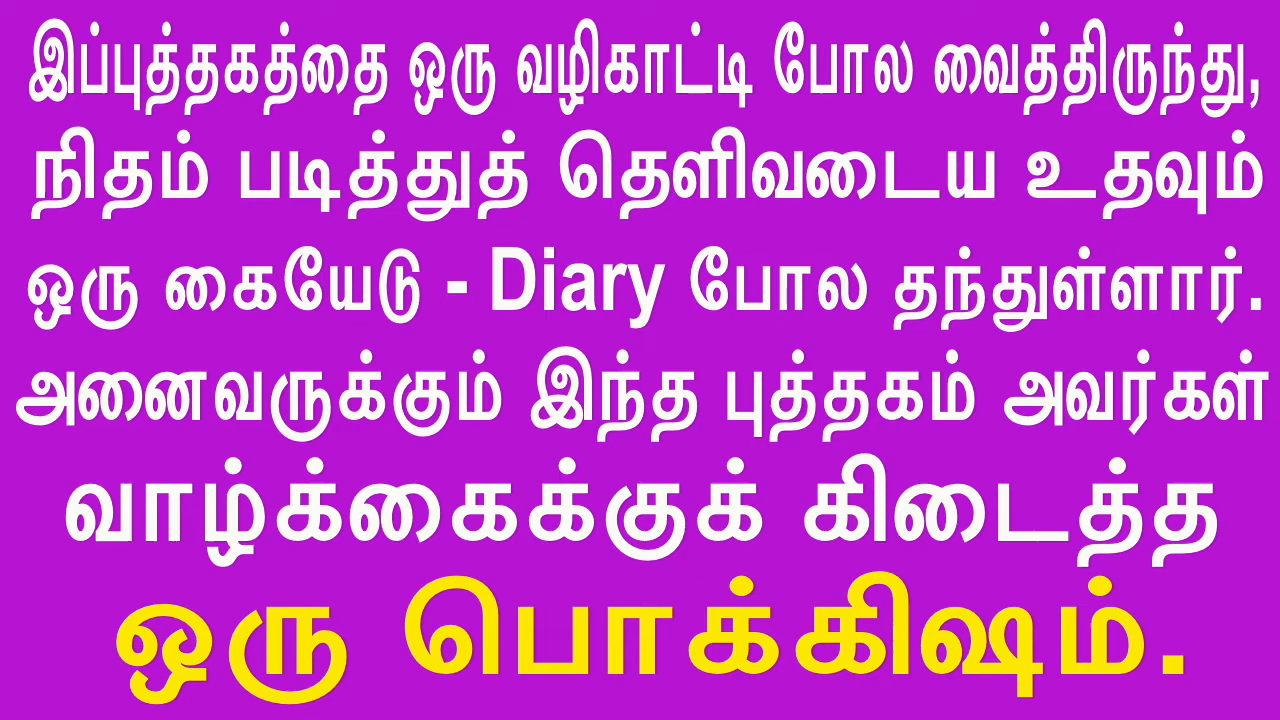 இப்புத்தகத்தை ஒரு வழிகாட்டி போல வைத்திருந்து,
நிதம் படித்துத் தெளிவடைய உதவும்
ஒரு கையேடு - Diary போல தந்துள்ளார்.
அனைவருக்கும் இந்த புத்தகம் அவர்கள்
வாழ்க்கைக்குக் கிடைத்த
ஒரு பொக்கிஷம்.